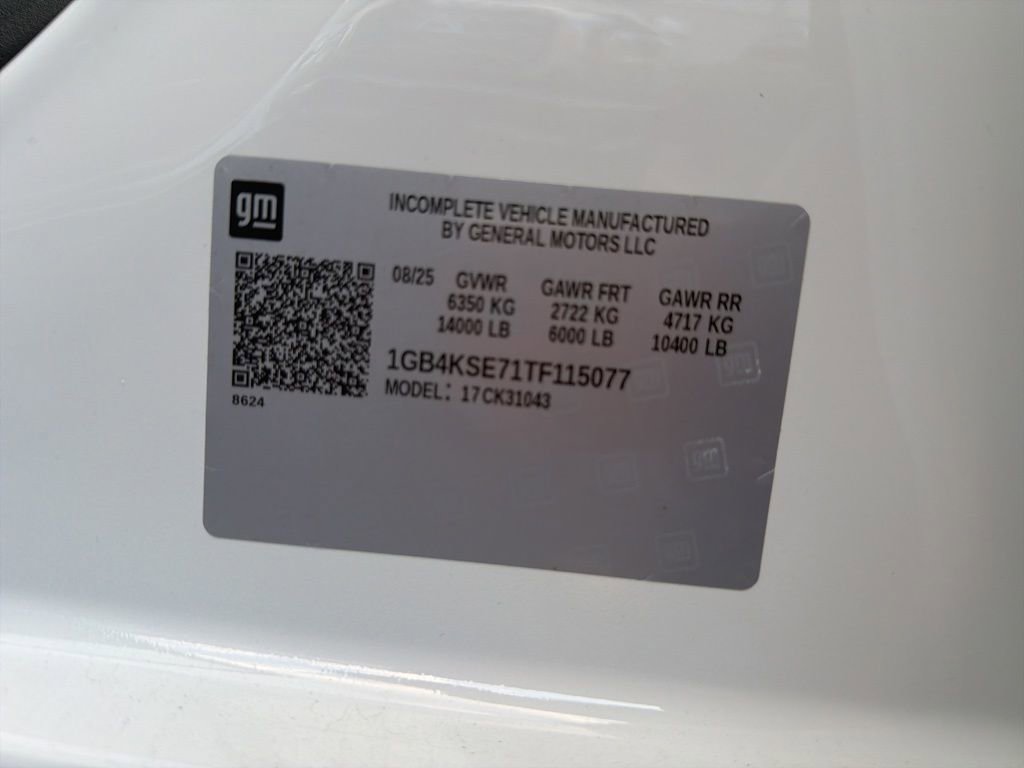 gm
INCOMPLETE VEHICLE MANUFACTURED
BY GENERAL MOTORS LLC
08/25 GVWR GAWR FRT GAWR RR
6350 KG 2722 KG 4717 KG
14000 LB 6000 LB 10400 LB
1GB4KSE71TF115077
MODEL: 17CK31043
8624